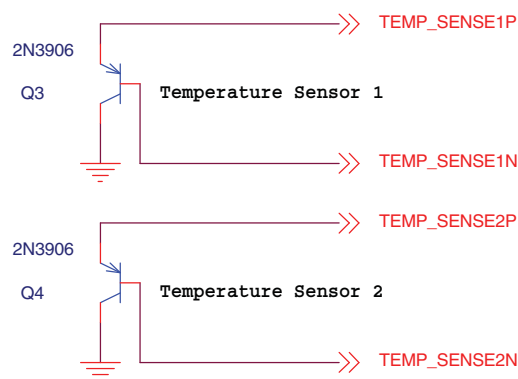 TEMP_SENSE1P
2N3906
Q3
Temperature Sensor 1
TEMP_SENSE1N
TEMP_SENSE2P
2N3906
Q4
Temperature Sensor 2
TEMP_SENSE2N